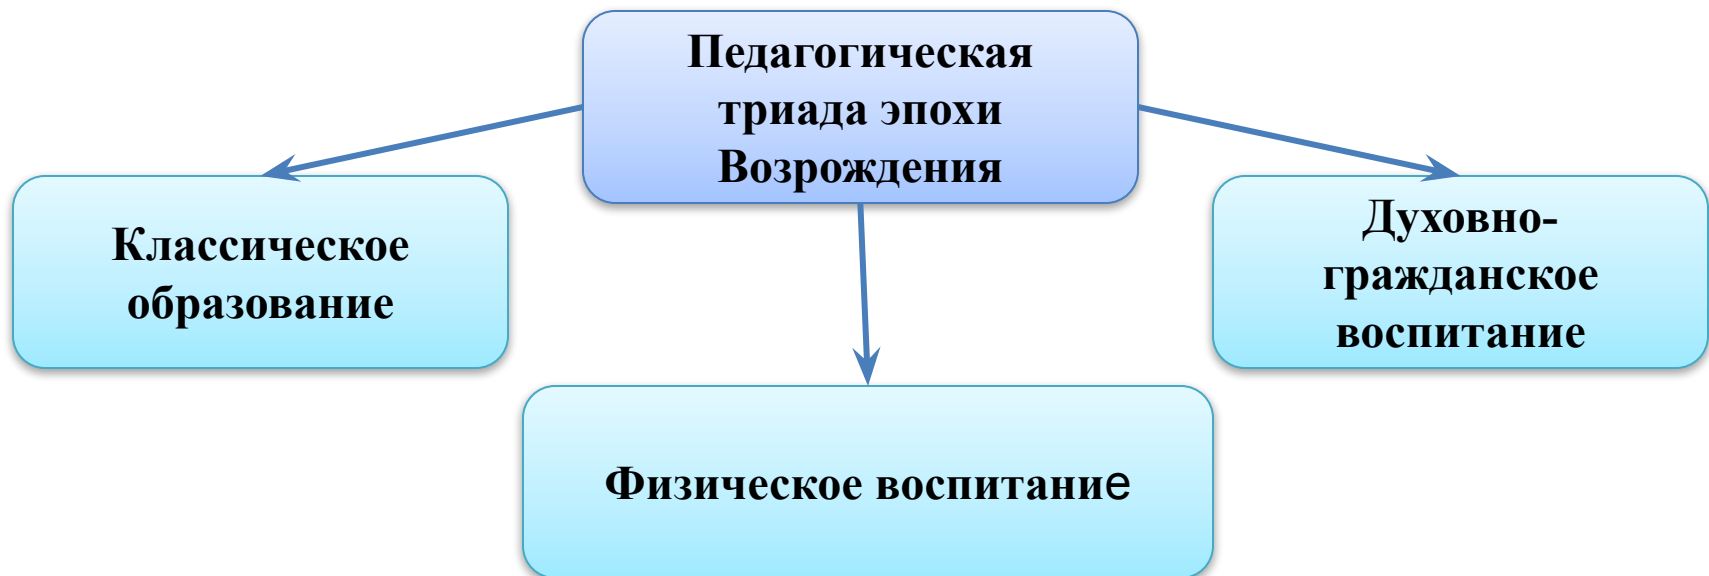 Педагогическая
триада эпохи
Возрождения
Классическое
образование
Духовно-
гражданское
воспитание
Физическое воспитание